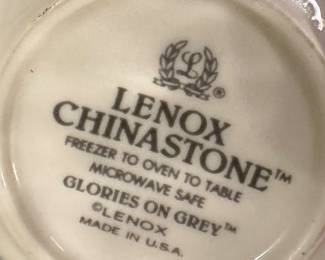 L
®
LENOX
CHINASTONE™
FREEZER TO OVEN TO TABLE
MICROWAVE SAFE
GLORIES ON GREY™
©LENOX
MADE IN U.S.A.